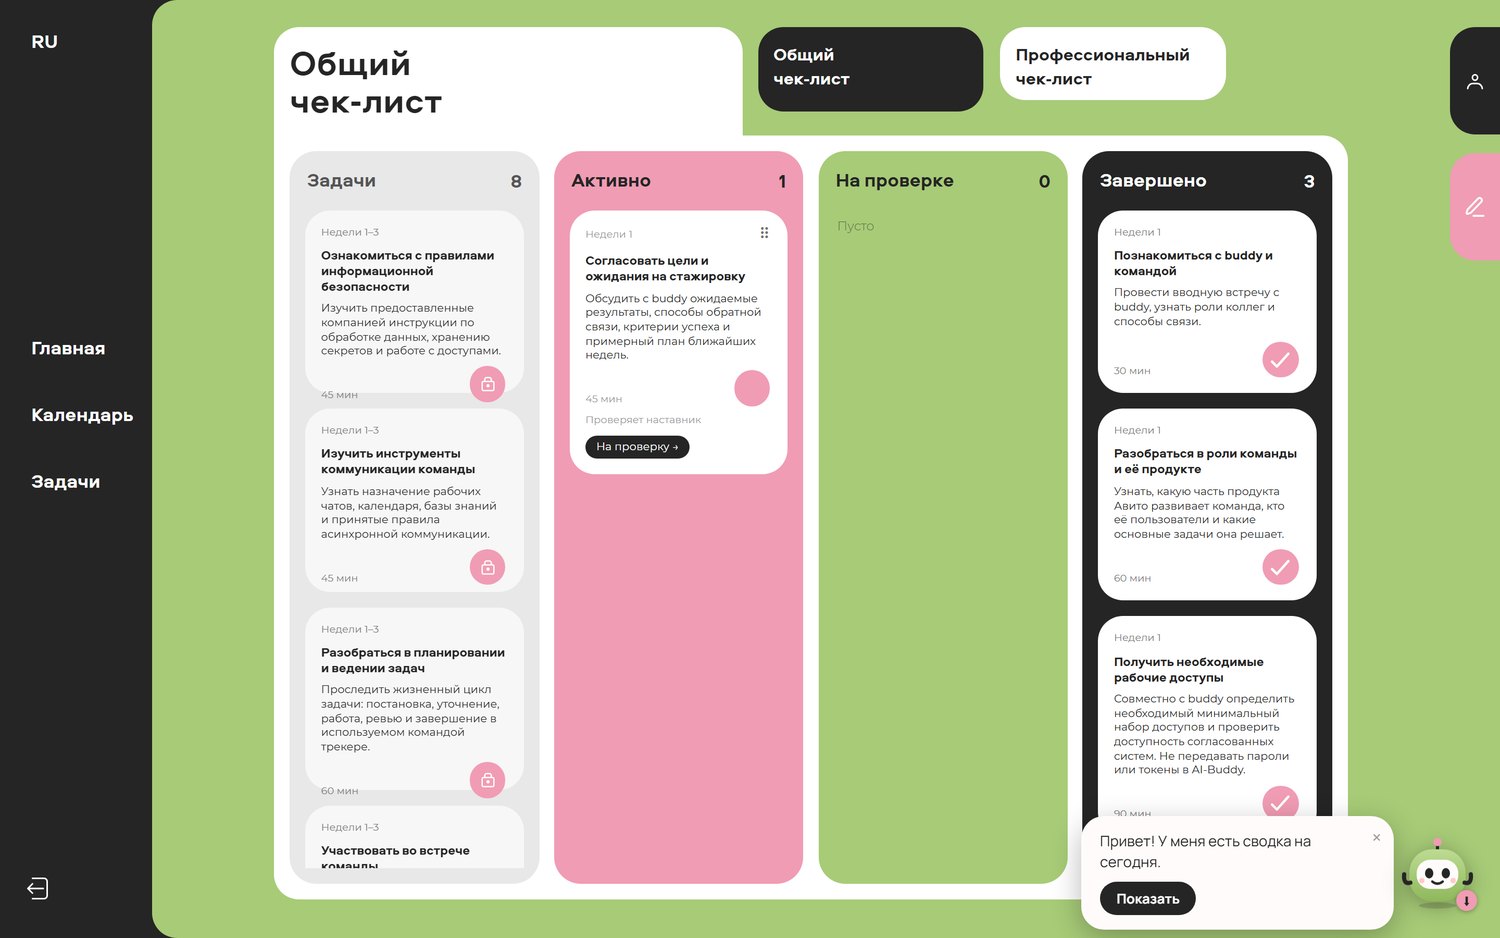 RU
Главная
Календарь
Задачи
Общий
чек-лист
Общий
чек-лист
Профессиональный
чек-лист
Задачи 8
Недели 1–3
Ознакомиться с правилами
информационной
безопасности
Изучить предоставленные
компанией инструкции по
обработке данных, хранению
секретов и работе с доступами.
45 мин
Недели 1–3
Изучить инструменты
коммуникации команды
Узнать назначение рабочих
чатов, календаря, базы знаний
и принятые правила
асинхронной коммуникации.
45 мин
Недели 1–3
Разобраться в планировании
и ведении задач
Проследить жизненный цикл
задачи: постановка, уточнение,
работа, ревью и завершение в
используемом командой
трекере.
60 мин
Недели 1–3
Участвовать во встрече
команды
Активно 1
Недели 1
Согласовать цели и
ожидания на стажировку
Обсудить с buddy ожидаемые
результаты, способы обратной
связи, критерии успеха и
примерный план ближайших
недель.
45 мин
Проверяет наставник
На проверку →
На проверке 0
Пусто
Завершено 3
Недели 1
Познакомиться с buddy и
командой
Провести вводную встречу с
buddy, узнать роли коллег и
способы связи.
30 мин
Недели 1
Разобраться в роли команды
и её продукте
Узнать, какую часть продукта
Авито развивает команда, кто
её пользователи и какие
основные задачи она решает.
60 мин
Недели 1
Получить необходимые
рабочие доступы
Совместно с buddy определить
необходимый минимальный
набор доступов и проверить
доступность согласованных
систем. Не передавать пароли
или токены в AI-Buddy.
90 мин
Привет! У меня есть сводка на
сегодня.
Показать